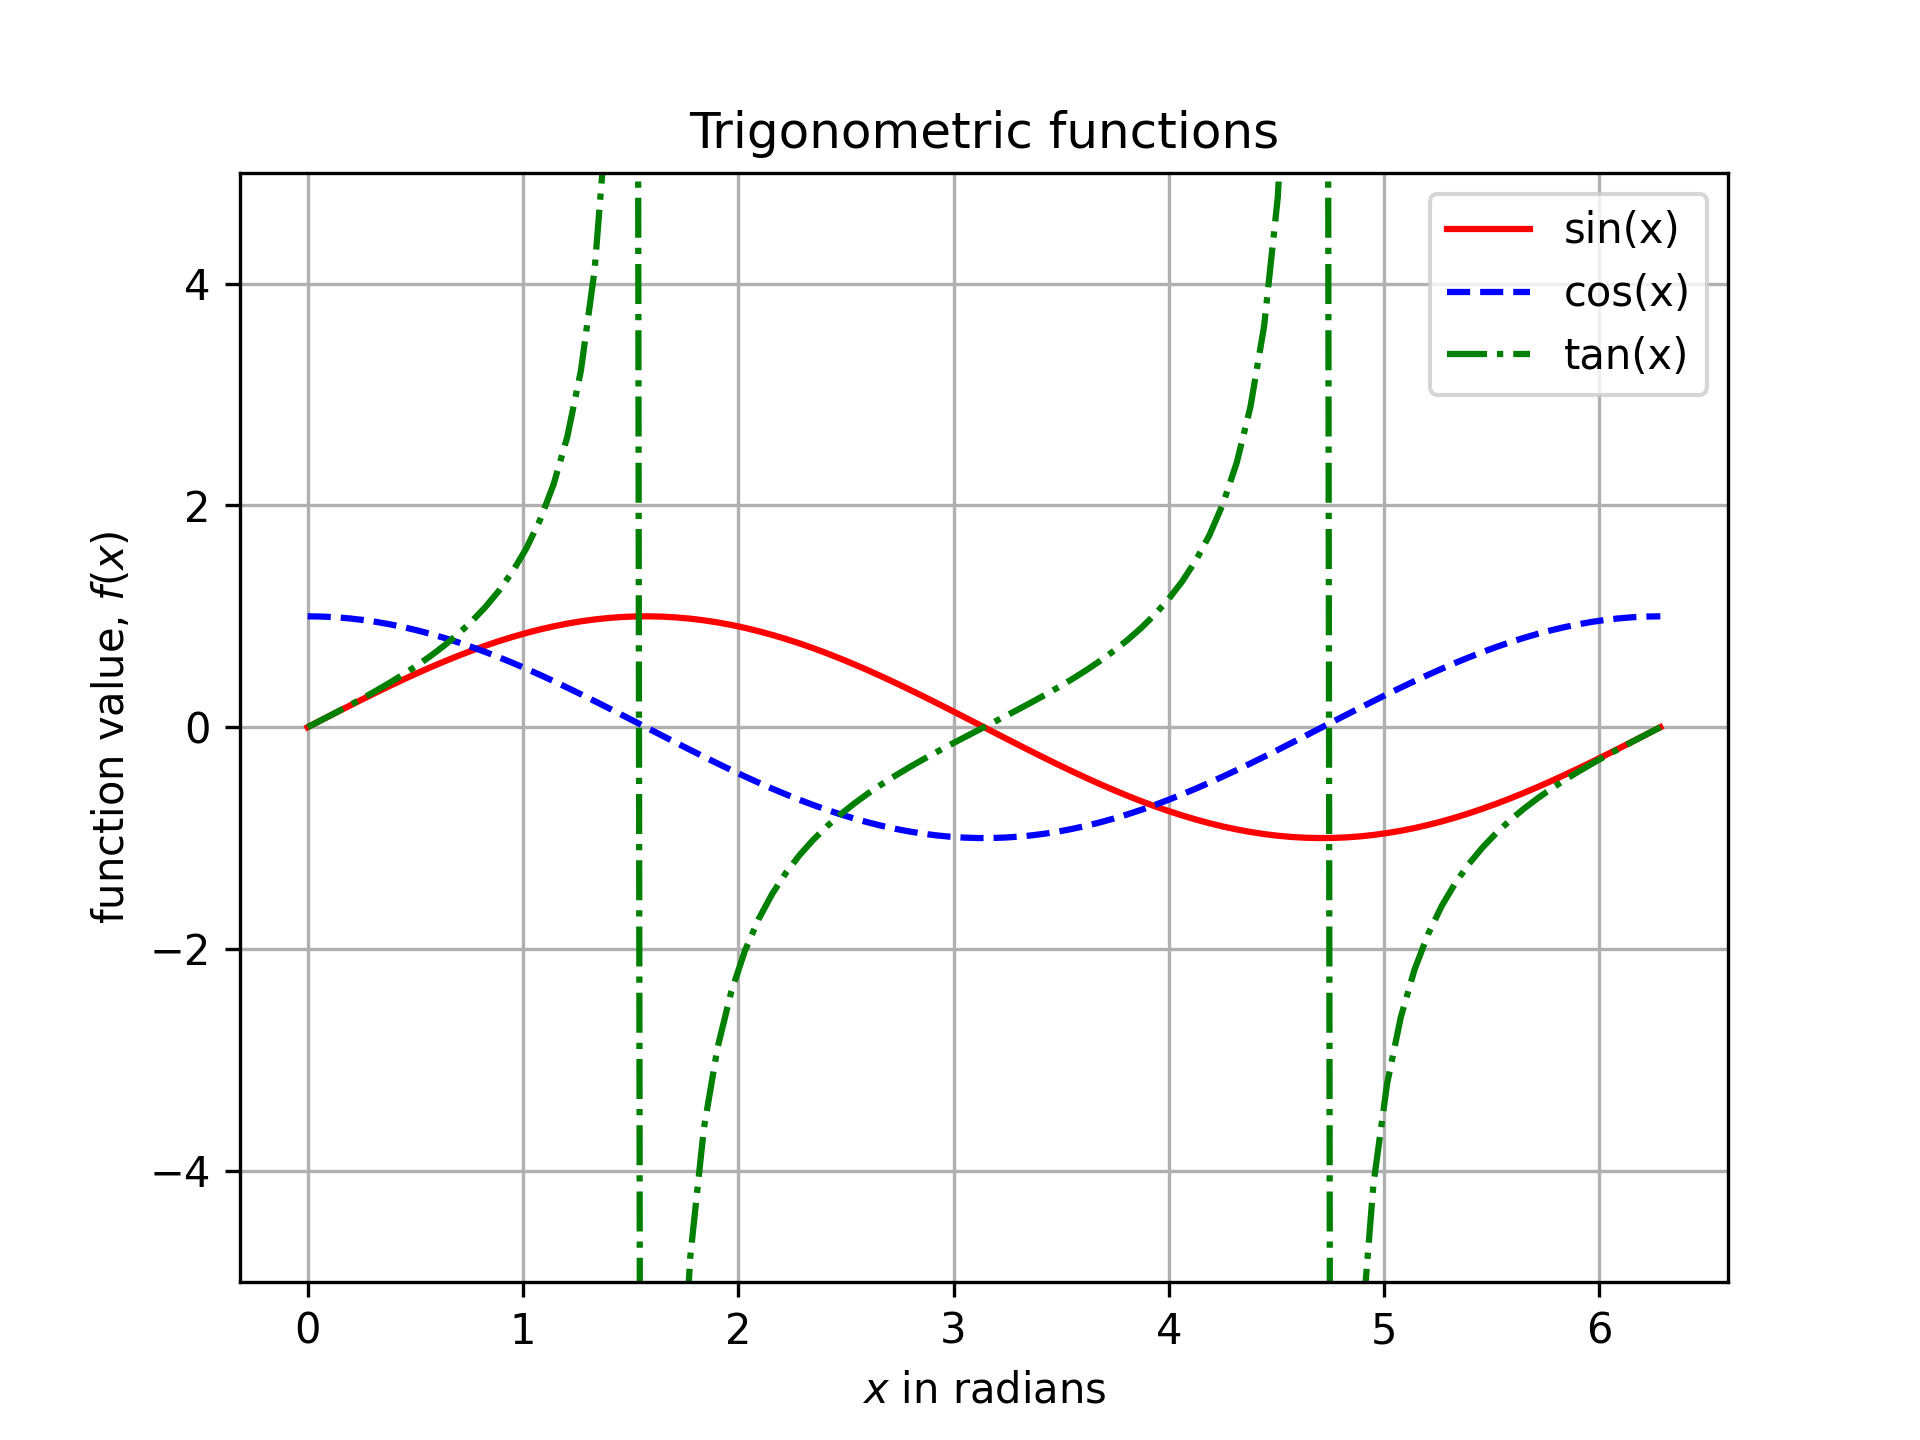 Trigonometric functions
sin(x)
cos(x)
tan(x)
4
2
0
−2
−4
function value, f(x)
0 1 2 3 4 5 6
x in radians